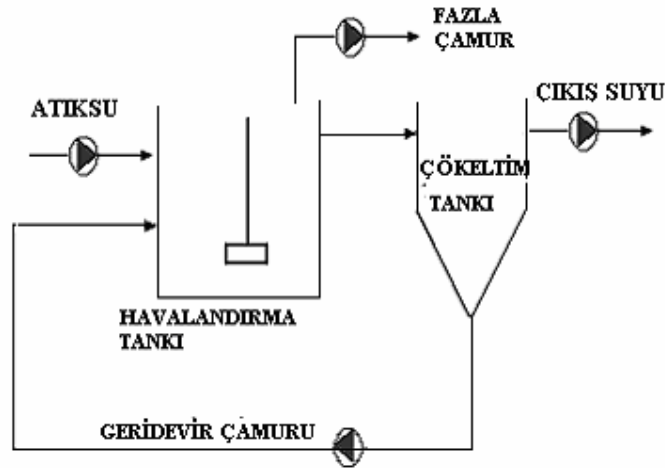 FAZLA
ÇAMUR
ATIKSU
ÇIKIŞ SUYU
ÇÖKELTİM
TANKI
HAVALANDIRMA
TANKI
GERİDEVİR ÇAMURU